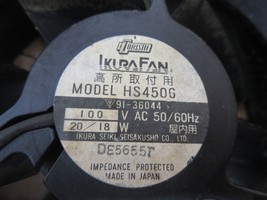 IKURAFAN
高所取付用
MODEL HS4506
91-36044
100 V AC 50/60Hz
20/18 W 屋内用
IKURA SEIKI SEISAKUSHO CO., LTD.
DE5655T
IMPEDANCE PROTECTED
MADE IN JAPAN